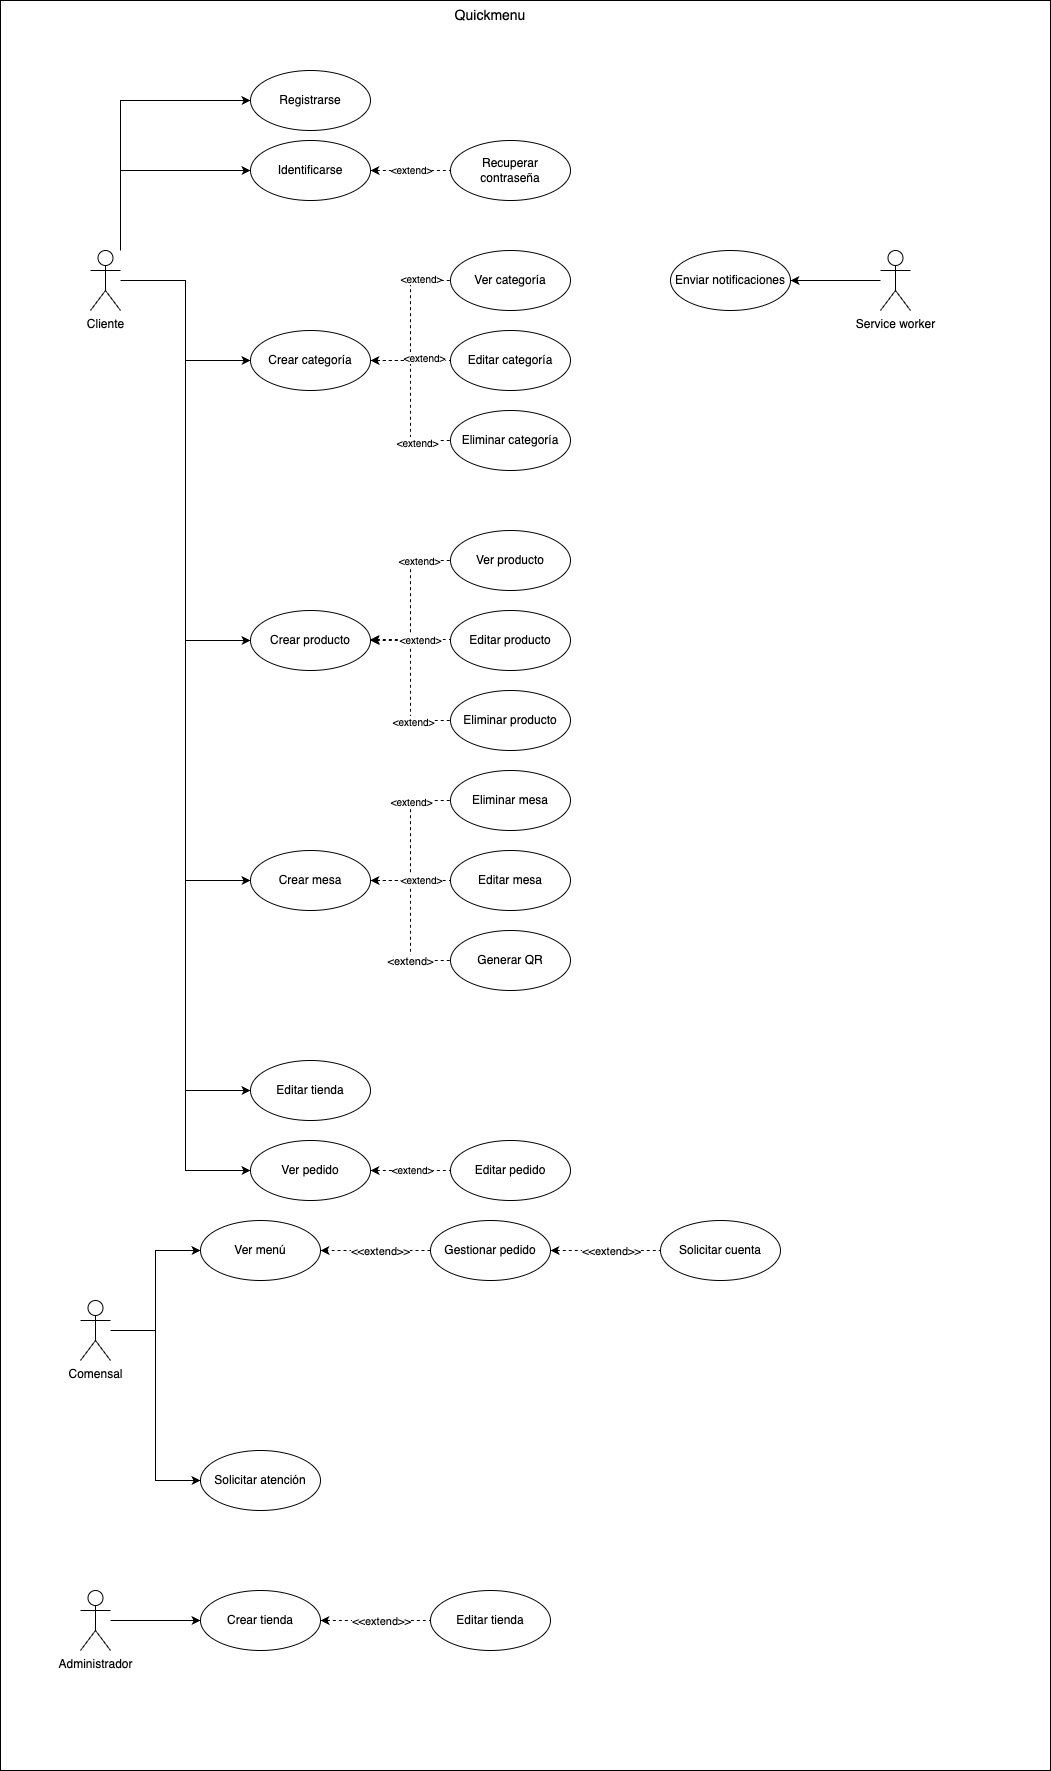 Quickmenu
Registrarse
Identificarse
<extend>
Recuperar
contraseña
Cliente
<extend>
Ver categoría
Enviar notificaciones
Service worker
Crear categoría
<extend>
Editar categoría
<extend>
Eliminar categoría
<extend>
Ver producto
Crear producto
<extend>
Editar producto
<extend>
Eliminar producto
<extend>
Eliminar mesa
Crear mesa
<extend>
Editar mesa
<extend>
Generar QR
Editar tienda
Ver pedido
<extend>
Editar pedido
Ver menú
<<extend>>
Gestionar pedido
<<extend>>
Solicitar cuenta
Comensal
Solicitar atención
Crear tienda
<<extend>>
Editar tienda
Administrador